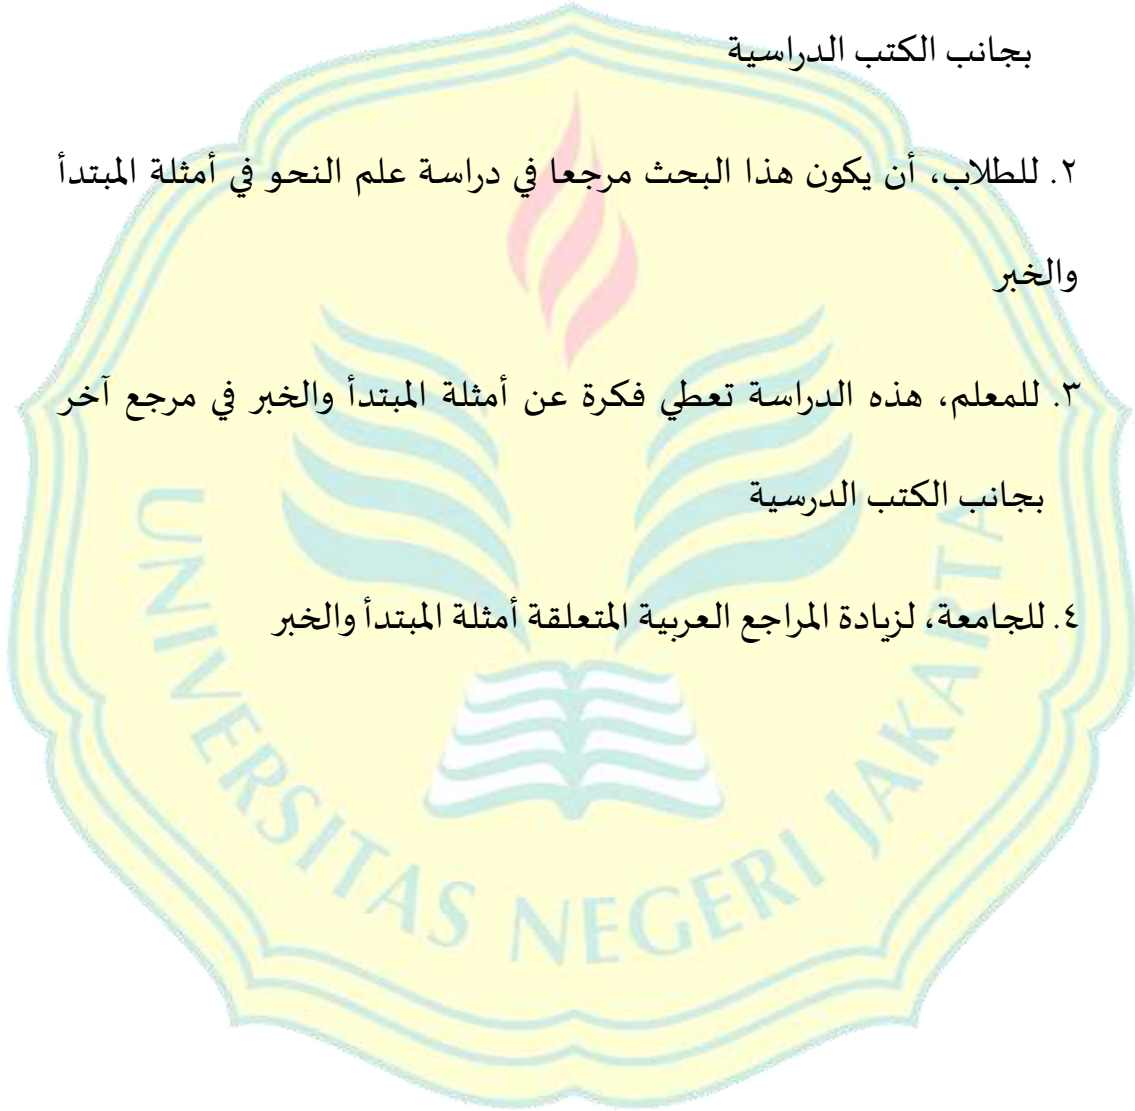 بجانب الكتب الدراسية
٢. للطلاب، أن يكون هذا البحث مرجعا في دراسة علم النحو في أمثلة المبتدأ
والخبر
٣. للمعلم، هذه الدراسة تعطي فكرة عن أمثلة المبتدأ والخبر في مرجع آخر
بجانب الكتب الدرسية
٤. للجامعة، لزيادة المراجع العربية المتعلقة أمثلة المبتدأ والخبر
UNIVERSITAS NEGERI JAKARTA